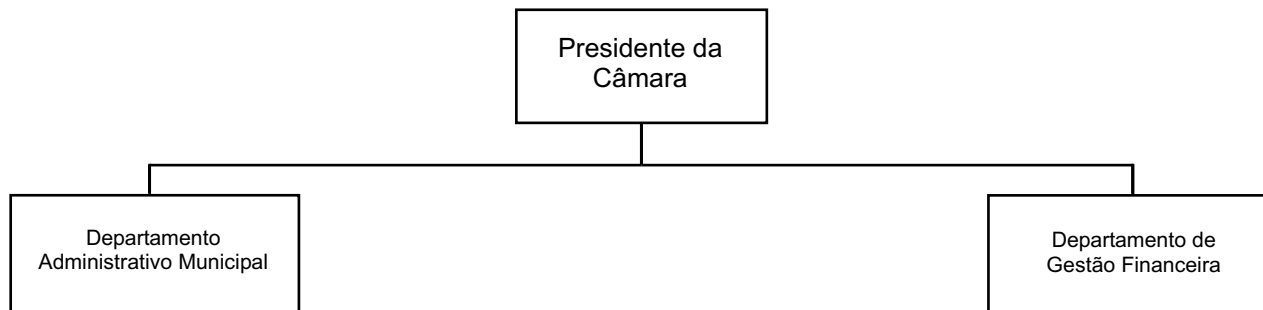 Presidente da
Câmara
Departamento
Administrativo Municipal
Departamento de
Gestão Financeira